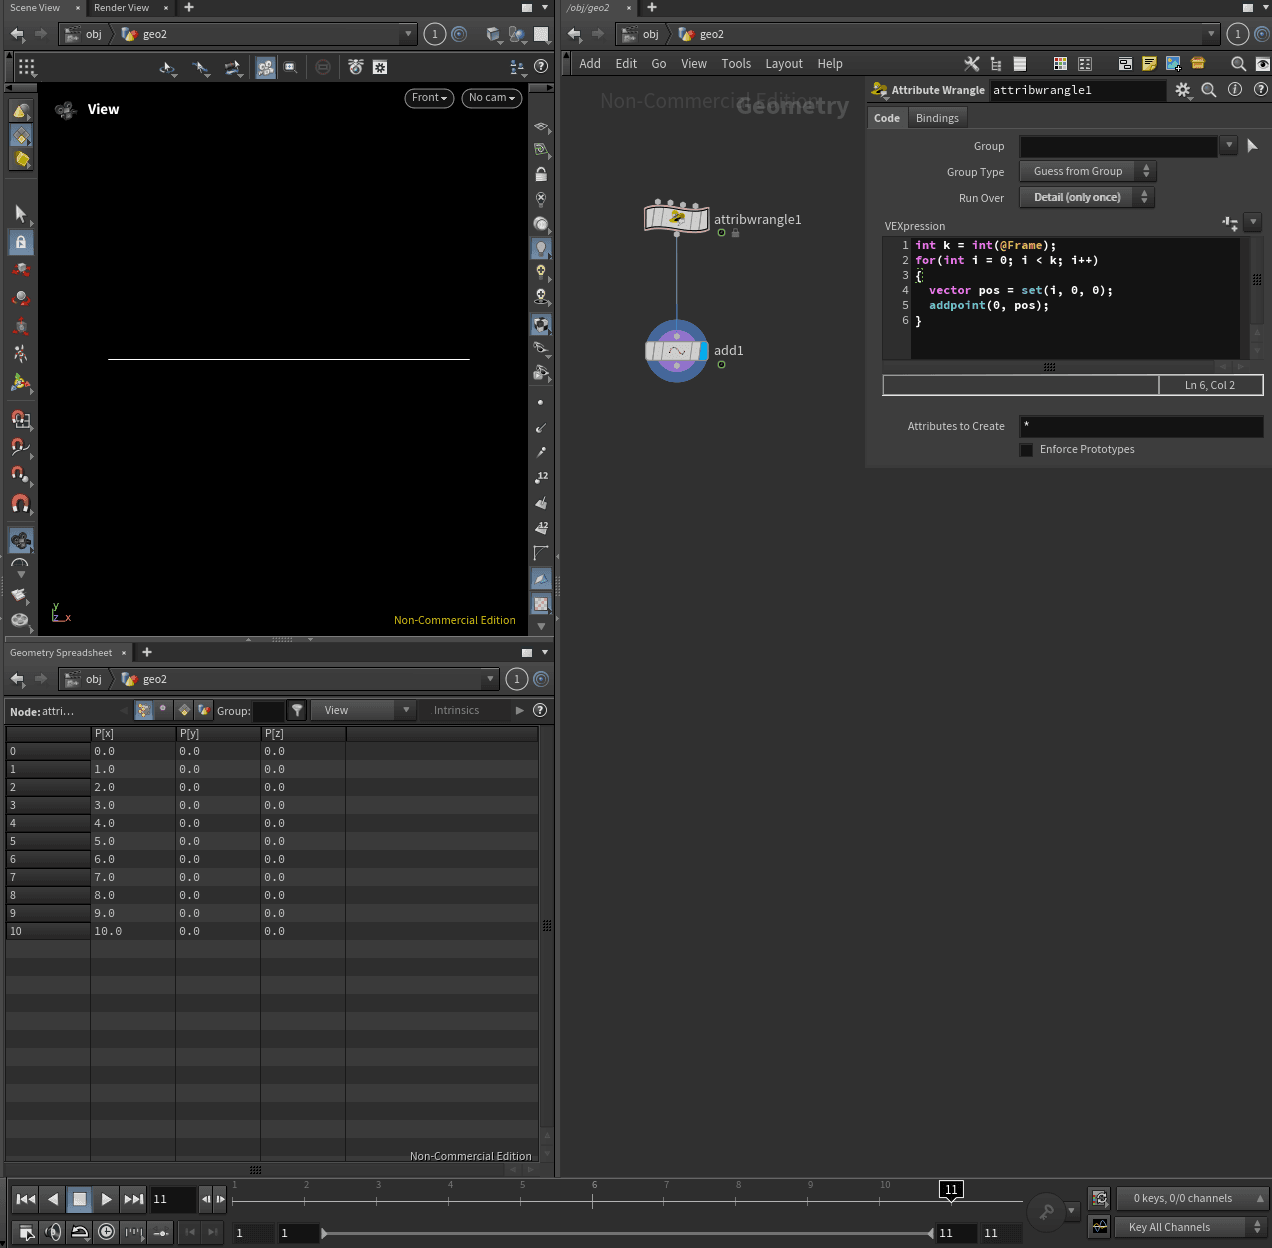 Scene View × Render View × +
obj geo2 1
View
Front No cam
12
12
y
z x
Non-Commercial Edition
Geometry Spreadsheet × +
obj geo2 1
Node: attri... Group: View Intrinsics
P[x] P[y] P[z]
0 0.0 0.0 0.0
1 1.0 0.0 0.0
2 2.0 0.0 0.0
3 3.0 0.0 0.0
4 4.0 0.0 0.0
5 5.0 0.0 0.0
6 6.0 0.0 0.0
7 7.0 0.0 0.0
8 8.0 0.0 0.0
9 9.0 0.0 0.0
10 10.0 0.0 0.0
Non-Commercial Edition
/obj/geo2 × +
obj geo2 1
Add Edit Go View Tools Layout Help
Non-Commercial Edition
Geometry
attribwrangle1
add1
Attribute Wrangle attribwrangle1
Code Bindings
Group
Group Type Guess from Group
Run Over Detail (only once)
VEXpression
1 int k = int(@Frame);
2 for(int i = 0; i < k; i++)
3 {
4 vector pos = set(i, 0, 0);
5 addpoint(0, pos);
6 }
Ln 6, Col 2
Attributes to Create *
Enforce Prototypes
11 1 2 3 4 5 6 7 8 9 10 11
0 keys, 0/0 channels
1 1 11 11
Key All Channels